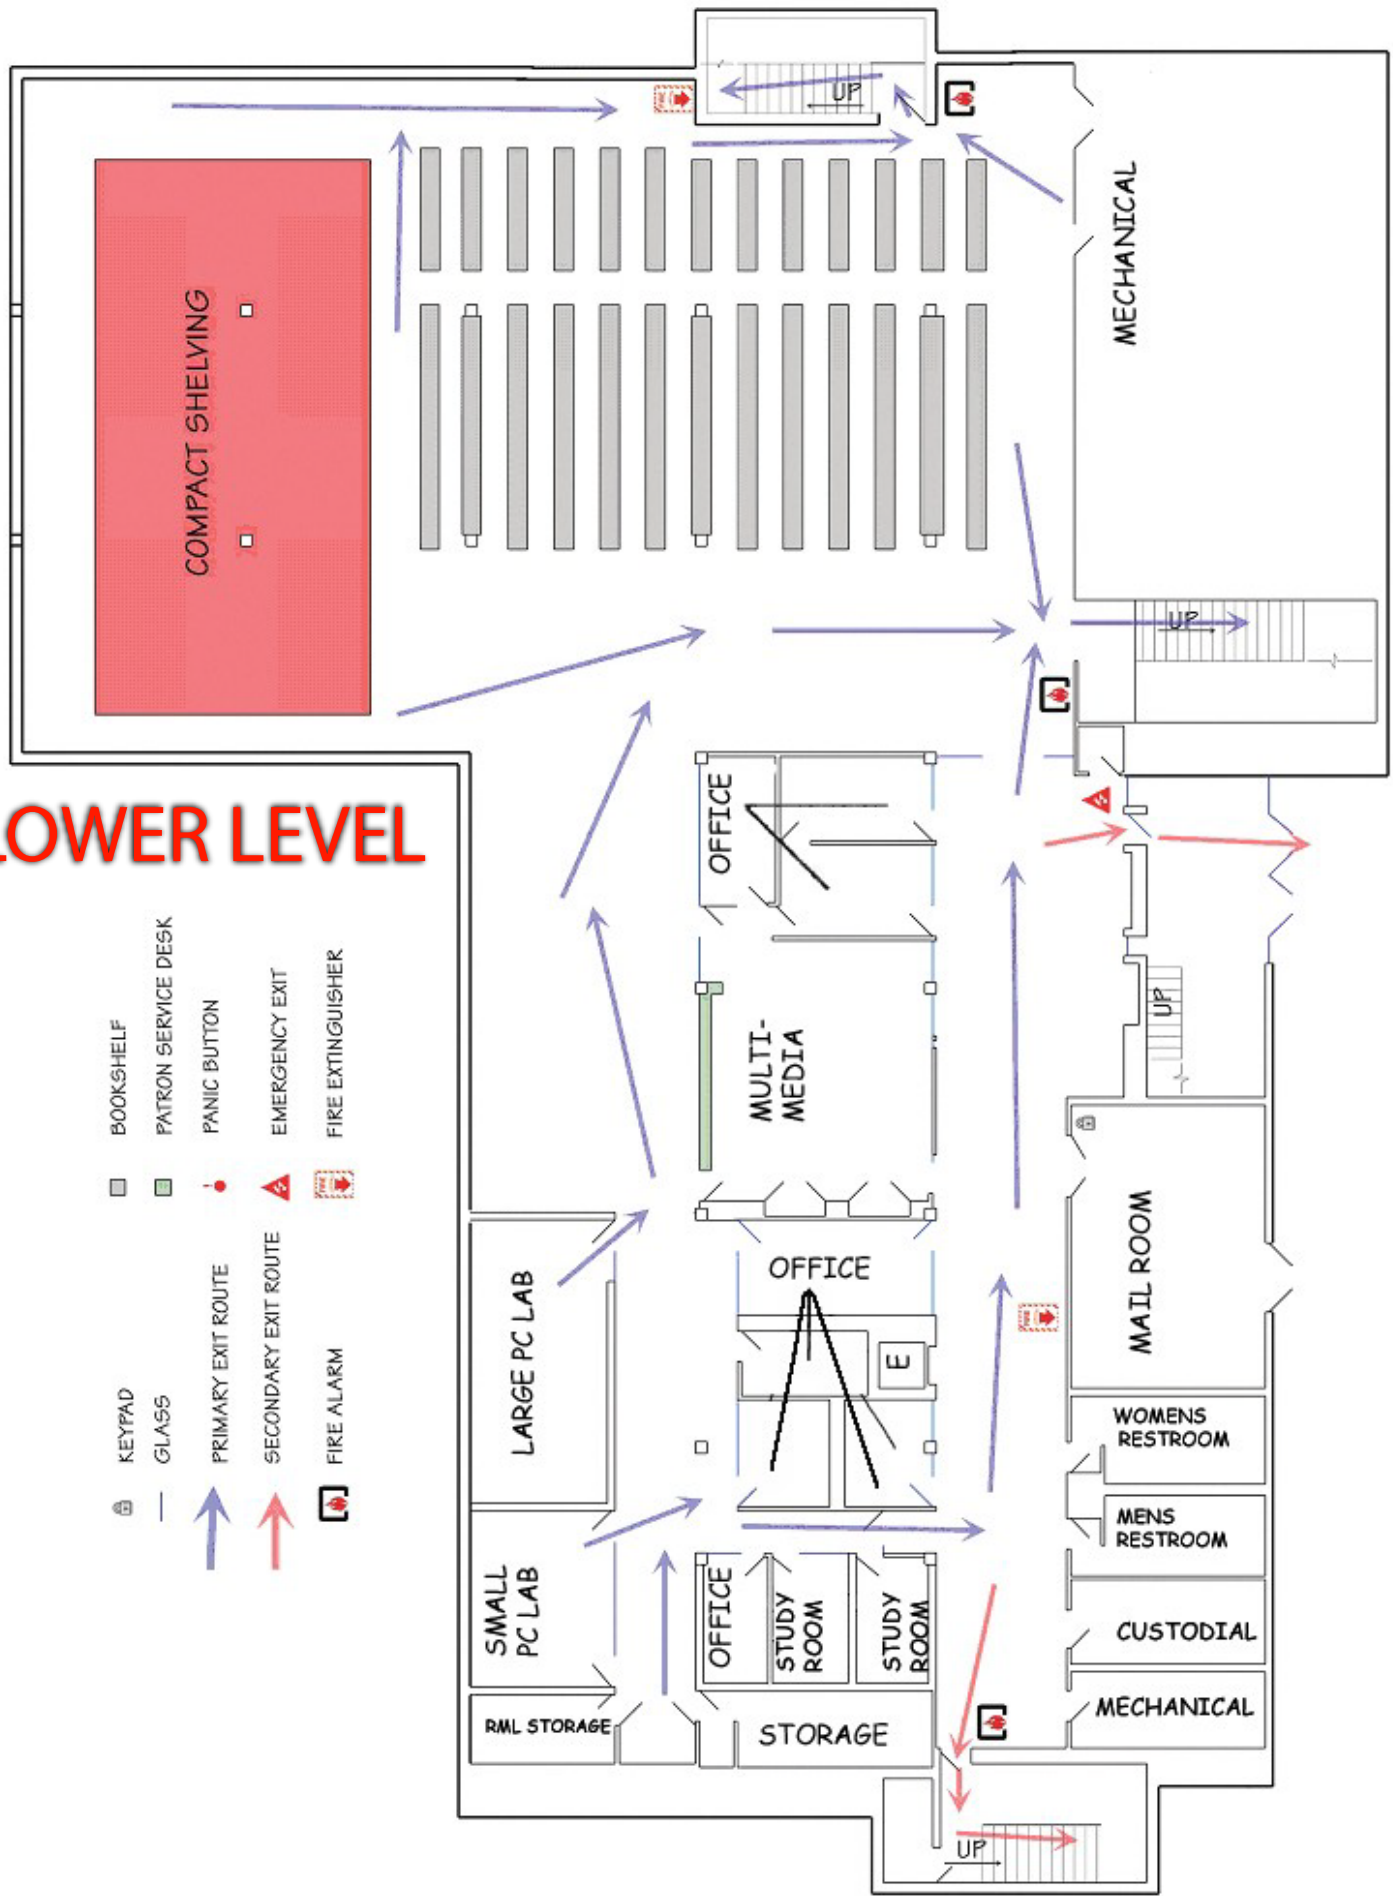 UP
MECHANICAL
COMPACT SHELVING
UP
LOWER LEVEL
OFFICE
BOOKSHELF
PATRON SERVICE DESK
PANIC BUTTON
EMERGENCY EXIT
FIRE EXTINGUISHER
KEYPAD
GLASS
PRIMARY EXIT ROUTE
SECONDARY EXIT ROUTE
FIRE ALARM
MULTI-
MEDIA
UP
LARGE PC LAB
OFFICE
E
MAIL ROOM
WOMENS
RESTROOM
MENS
RESTROOM
SMALL
PC LAB
OFFICE
STUDY
ROOM
STUDY
ROOM
CUSTODIAL
RML STORAGE
STORAGE
MECHANICAL
UP